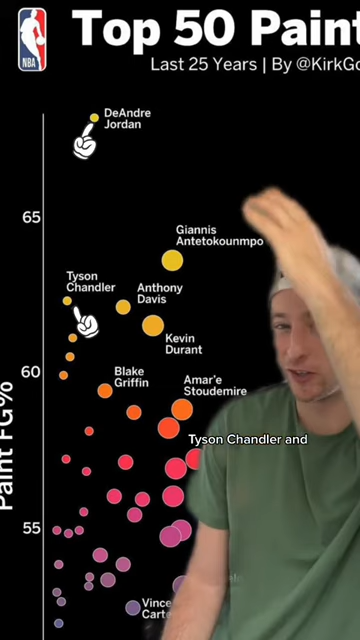 NBA
Top 50 Paint
Last 25 Years | By @KirkGo
DeAndre
Jordan
65
Giannis
Antetokounmpo
Tyson
Chandler
Anthony
Davis
Kevin
Durant
60
Blake
Griffin
Amar'e
Stoudemire
Paint FG%
Tyson Chandler and
55
Vince
Carte